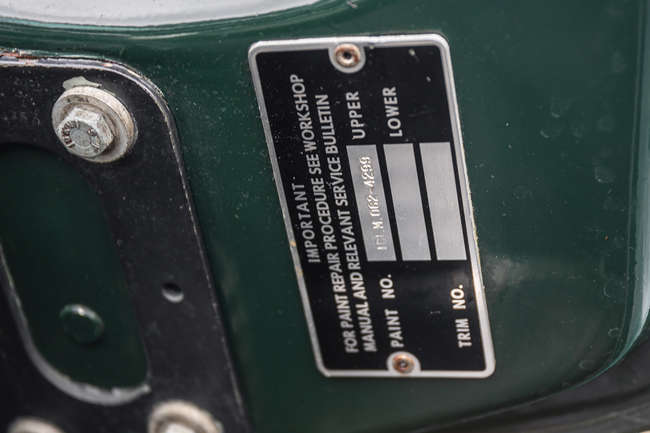 IMPORTANT
FOR PAINT REPAIR PROCEDURE SEE WORKSHOP
MANUAL AND RELEVANT SERVICE BULLETIN
PAINT NO. UPPER
LOWER
TRIM NO.